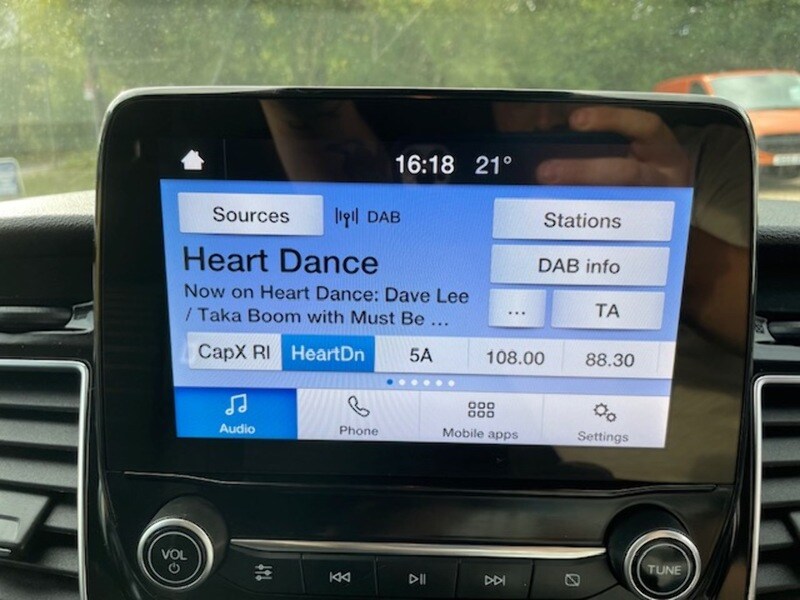 16:18 21°
Sources DAB Stations
Heart Dance
DAB info
Now on Heart Dance: Dave Lee
/ Taka Boom with Must Be ...
... TA
CapX RI HeartDn 5A 108.00 88.30
Audio Phone Mobile apps Settings
VOL TUNE